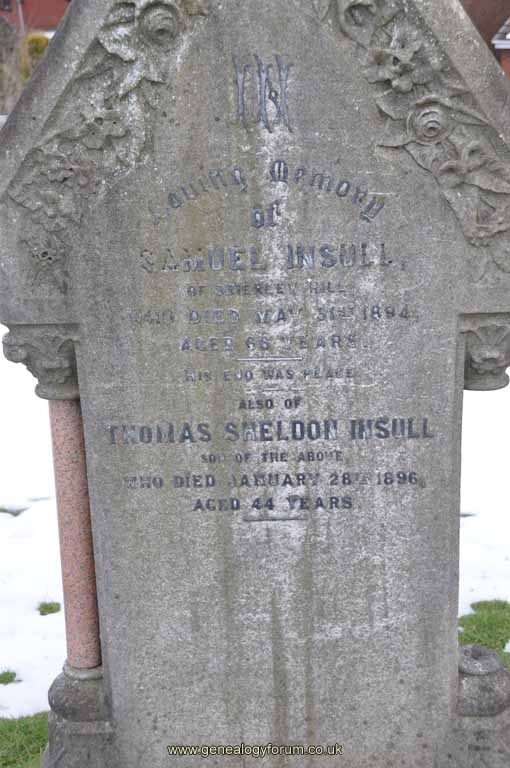 IN
Loving Memory
of
SAMUEL INSULL,
OF BRIERLEY HILL,
WHO DIED MAY 31ST 1894,
AGED 66 YEARS.
HIS END WAS PEACE
ALSO OF
THOMAS SHELDON INSULL
SON OF THE ABOVE,
WHO DIED JANUARY 28TH 1896,
AGED 44 YEARS.
www.genealogyforum.co.uk